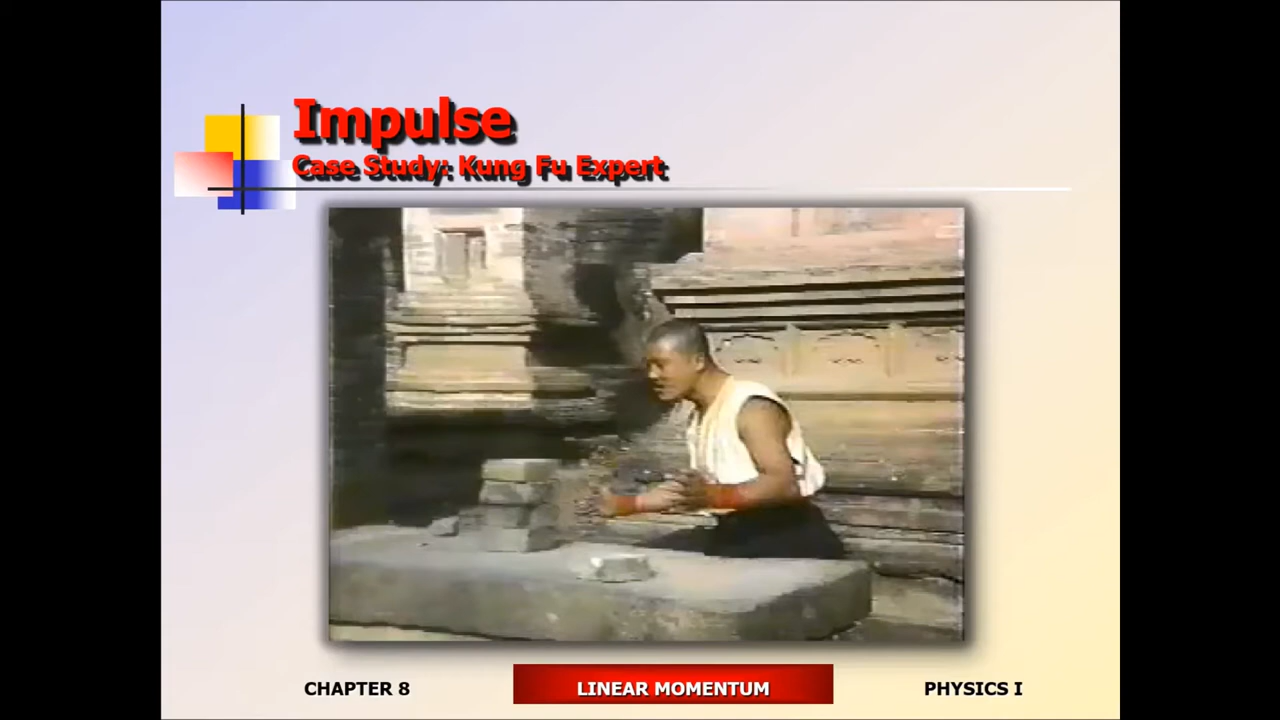 Impulse
Case Study: Kung Fu Expert
CHAPTER 8
LINEAR MOMENTUM
PHYSICS I